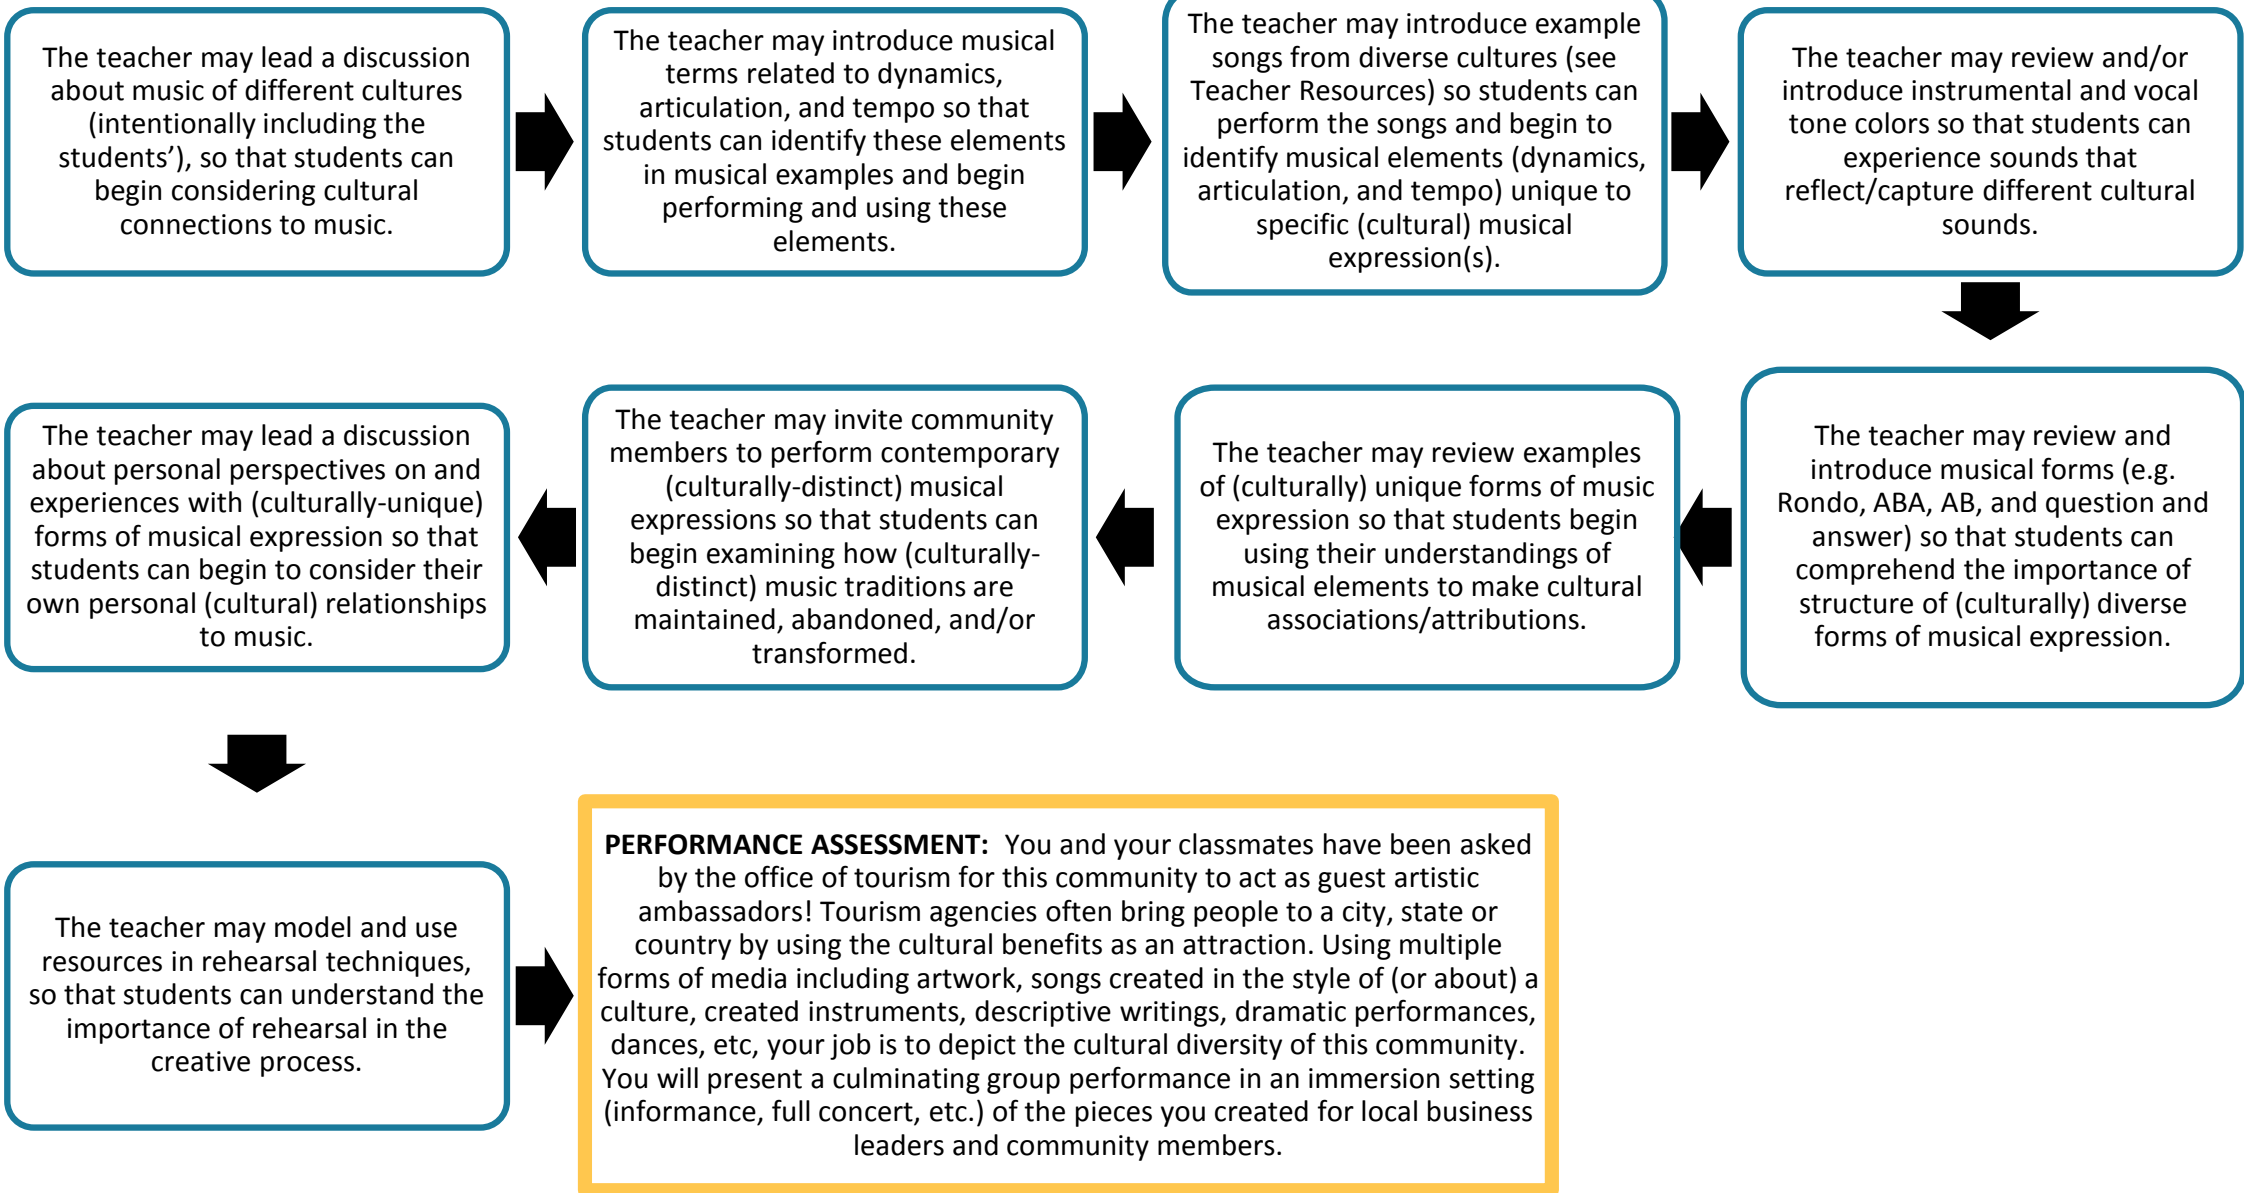 The teacher may lead a discussion
about music of different cultures
(intentionally including the
students’), so that students can
begin considering cultural
connections to music.
The teacher may introduce musical
terms related to dynamics,
articulation, and tempo so that
students can identify these elements
in musical examples and begin
performing and using these
elements.
The teacher may introduce example
songs from diverse cultures (see
Teacher Resources) so students can
perform the songs and begin to
identify musical elements (dynamics,
articulation, and tempo) unique to
specific (cultural) musical
expression(s).
The teacher may review and/or
introduce instrumental and vocal
tone colors so that students can
experience sounds that
reflect/capture different cultural
sounds.
The teacher may review and
introduce musical forms (e.g.
Rondo, ABA, AB, and question and
answer) so that students can
comprehend the importance of
structure of (culturally) diverse
forms of musical expression.
The teacher may review examples
of (culturally) unique forms of music
expression so that students begin
using their understandings of
musical elements to make cultural
associations/attributions.
The teacher may invite community
members to perform contemporary
(culturally-distinct) musical
expressions so that students can
begin examining how (culturally-
distinct) music traditions are
maintained, abandoned, and/or
transformed.
The teacher may lead a discussion
about personal perspectives on and
experiences with (culturally-unique)
forms of musical expression so that
students can begin to consider their
own personal (cultural) relationships
to music.
The teacher may model and use
resources in rehearsal techniques,
so that students can understand the
importance of rehearsal in the
creative process.
PERFORMANCE ASSESSMENT: You and your classmates have been asked
by the office of tourism for this community to act as guest artistic
ambassadors! Tourism agencies often bring people to a city, state or
country by using the cultural benefits as an attraction. Using multiple
forms of media including artwork, songs created in the style of (or about) a
culture, created instruments, descriptive writings, dramatic performances,
dances, etc, your job is to depict the cultural diversity of this community.
You will present a culminating group performance in an immersion setting
(informance, full concert, etc.) of the pieces you created for local business
leaders and community members.